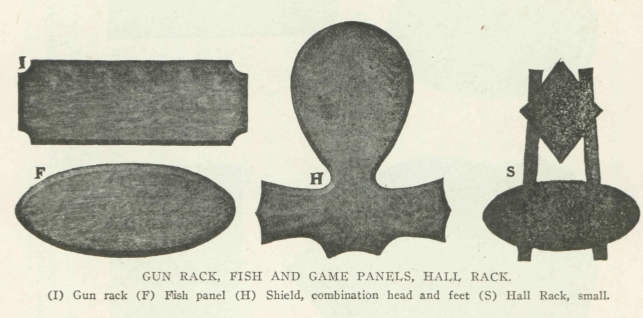 I
F
H
S
GUN RACK, FISH AND GAME PANELS, HALL RACK.
(I) Gun rack (F) Fish panel (H) Shield, combination head and feet (S) Hall Rack, small.